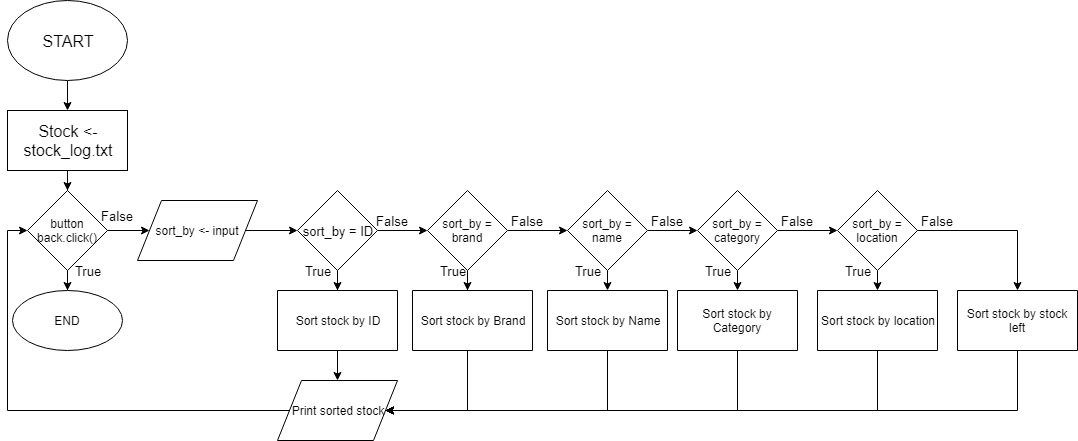 START
Stock <-
stock_log.txt
button
back.click()
False
True
END
sort_by <- input
sort_by = ID
False
True
Sort stock by ID
sort_by =
brand
False
True
Sort stock by Brand
sort_by =
name
False
True
Sort stock by Name
sort_by =
category
False
True
Sort stock by
Category
sort_by =
location
False
True
Sort stock by location
Sort stock by stock
left
Print sorted stock